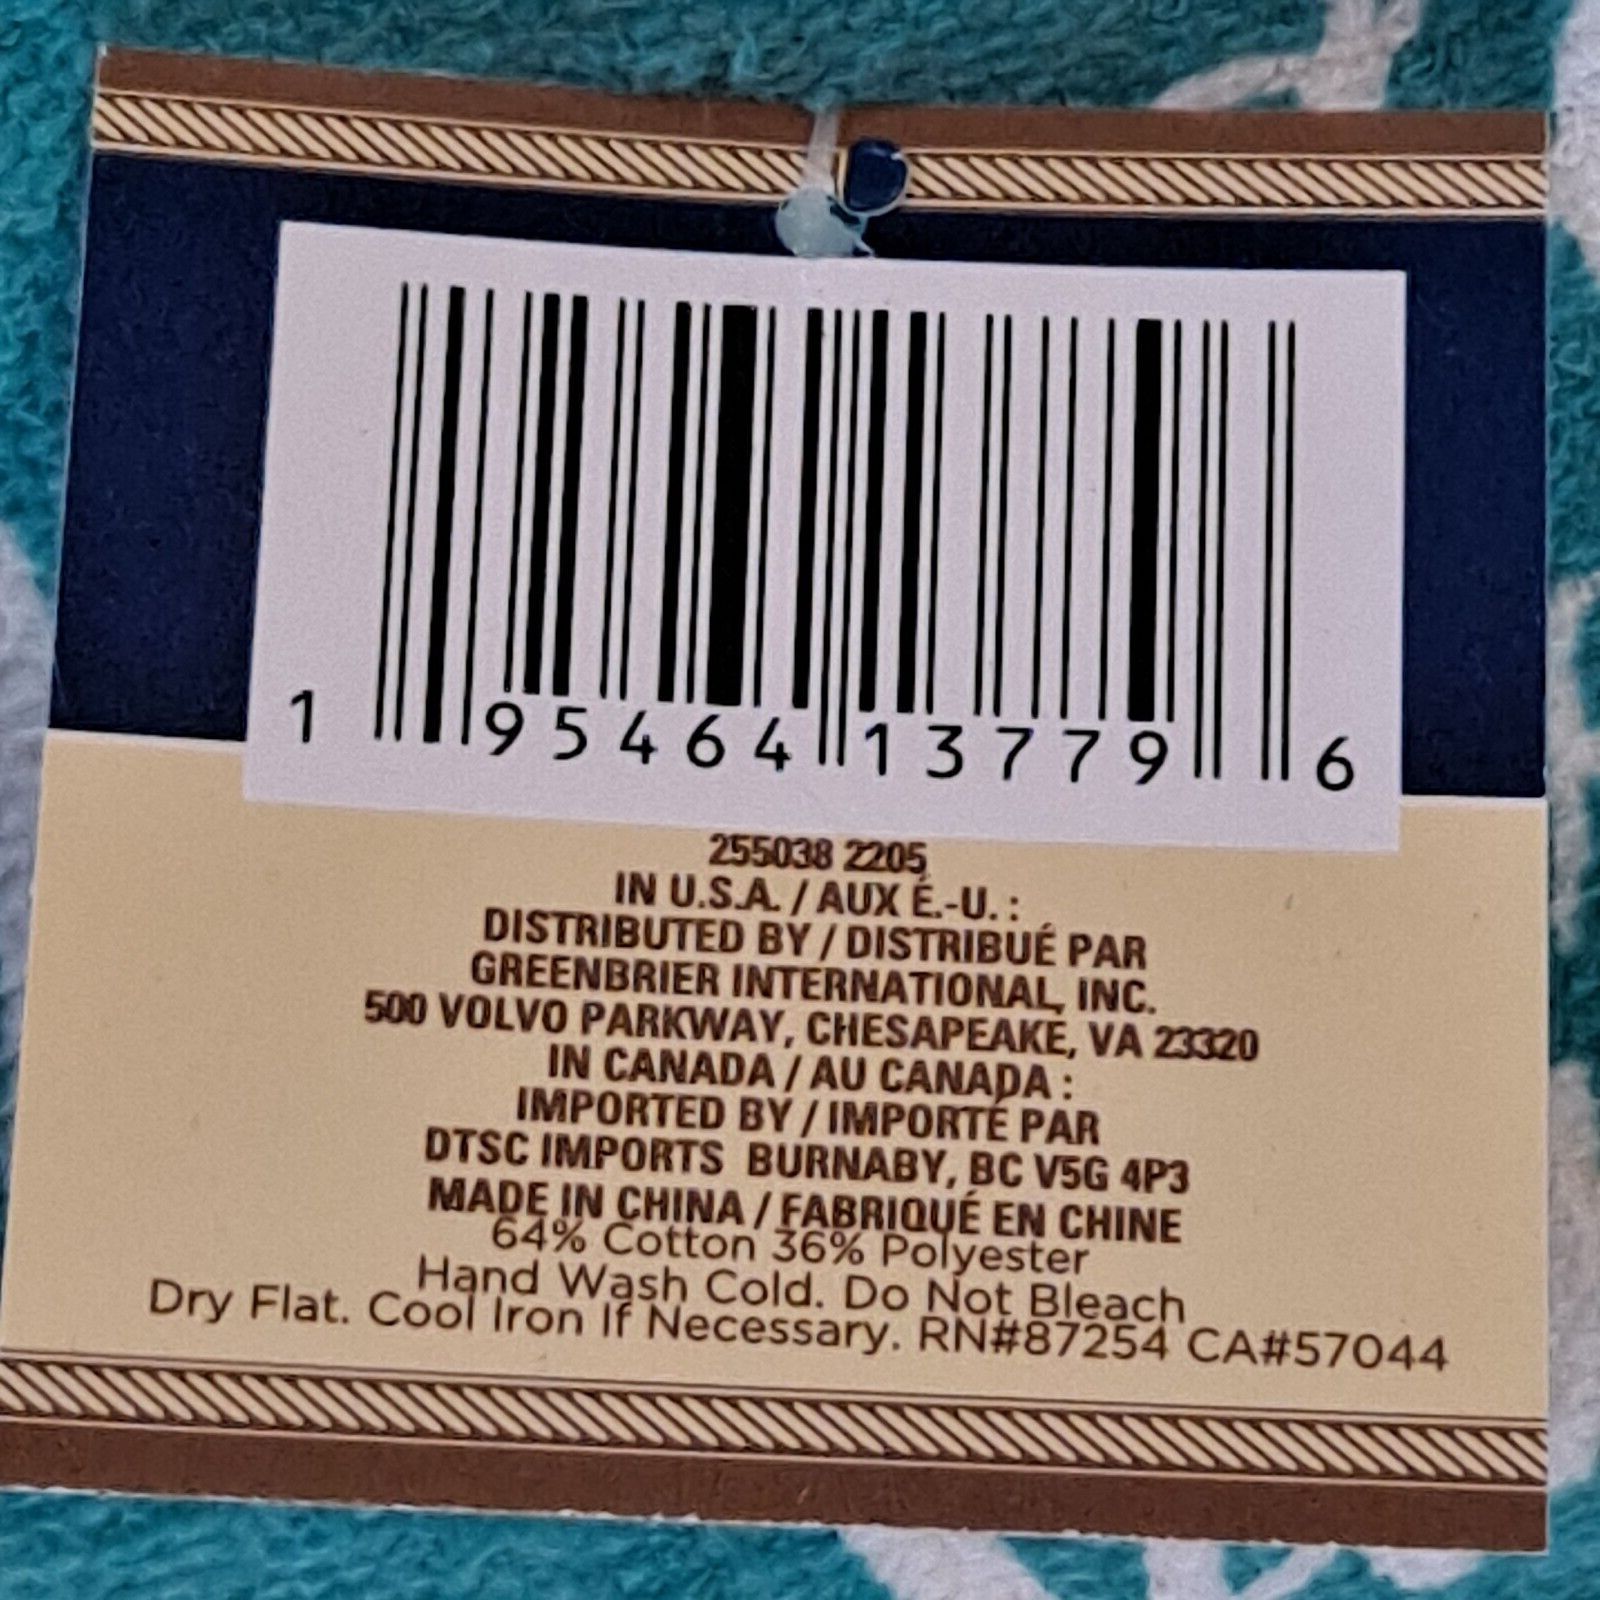 1 95464 13779 6
255038 2205
IN U.S.A. / AUX É.-U. :
DISTRIBUTED BY / DISTRIBUÉ PAR
GREENBRIER INTERNATIONAL, INC.
500 VOLVO PARKWAY, CHESAPEAKE, VA 23320
IN CANADA / AU CANADA :
IMPORTED BY / IMPORTÉ PAR
DTSC IMPORTS BURNABY, BC V5G 4P3
MADE IN CHINA / FABRIQUÉ EN CHINE
64% Cotton 36% Polyester
Hand Wash Cold. Do Not Bleach
Dry Flat. Cool Iron If Necessary. RN#87254 CA#57044